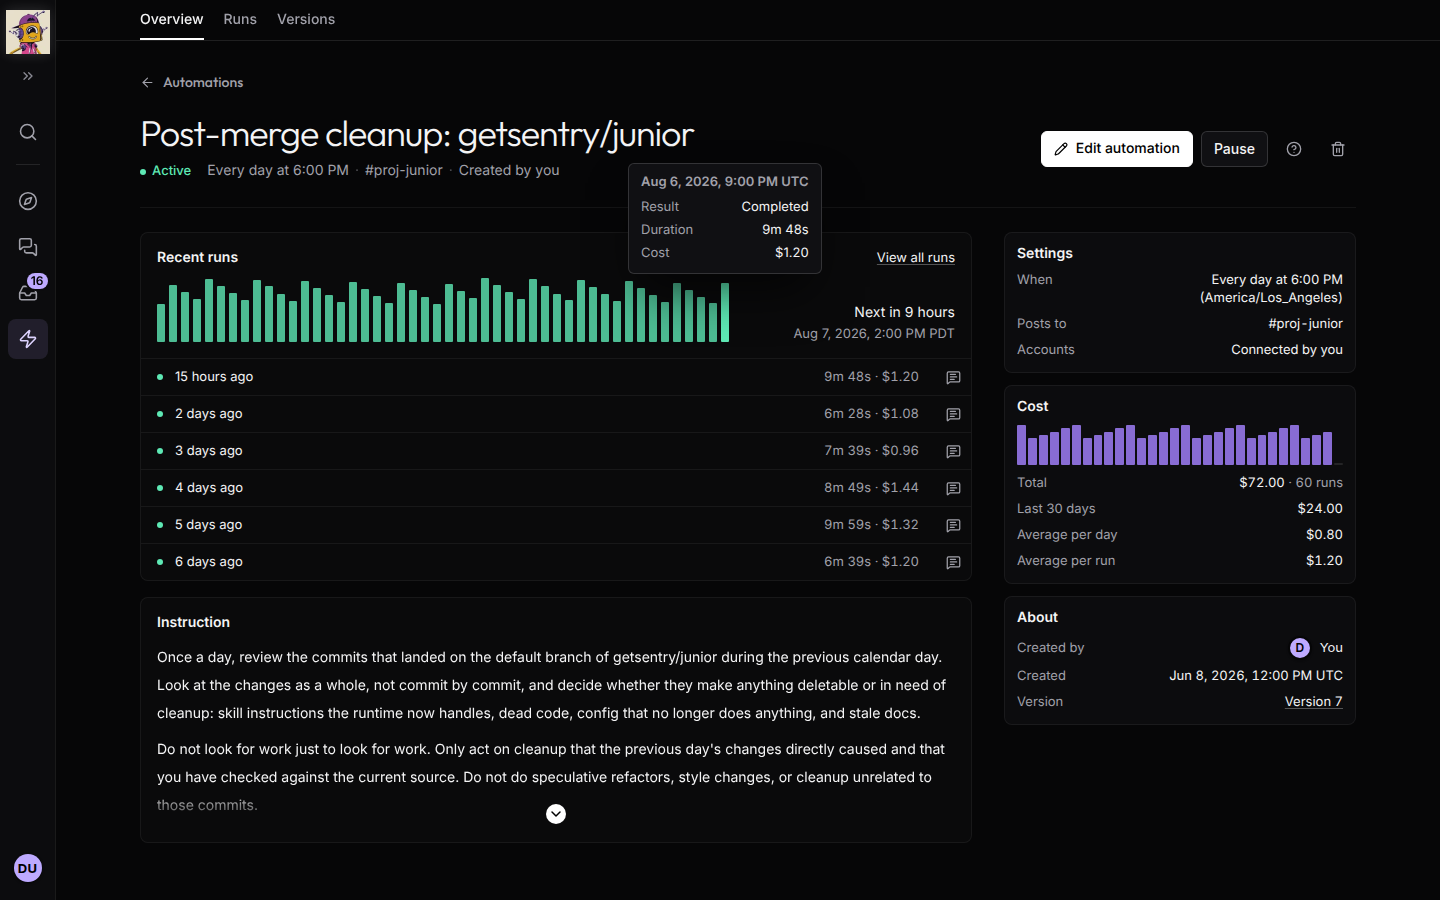 Overview Runs Versions
Automations
Post-merge cleanup: getsentry/junior
Edit automation
Pause
Active Every day at 6:00 PM · #proj-junior · Created by you
Aug 6, 2026, 9:00 PM UTC
Result Completed
Duration 9m 48s
Cost $1.20
16
Recent runs
View all runs
Next in 9 hours
Aug 7, 2026, 2:00 PM PDT
15 hours ago 9m 48s · $1.20
2 days ago 6m 28s · $1.08
3 days ago 7m 39s · $0.96
4 days ago 8m 49s · $1.44
5 days ago 9m 59s · $1.32
6 days ago 6m 39s · $1.20
Instruction
Once a day, review the commits that landed on the default branch of getsentry/junior during the previous calendar day.
Look at the changes as a whole, not commit by commit, and decide whether they make anything deletable or in need of
cleanup: skill instructions the runtime now handles, dead code, config that no longer does anything, and stale docs.
Do not look for work just to look for work. Only act on cleanup that the previous day's changes directly caused and that
you have checked against the current source. Do not do speculative refactors, style changes, or cleanup unrelated to
those commits.
Settings
When Every day at 6:00 PM
(America/Los_Angeles)
Posts to #proj-junior
Accounts Connected by you
Cost
Total $72.00 · 60 runs
Last 30 days $24.00
Average per day $0.80
Average per run $1.20
About
Created by D You
Created Jun 8, 2026, 12:00 PM UTC
Version Version 7
DU